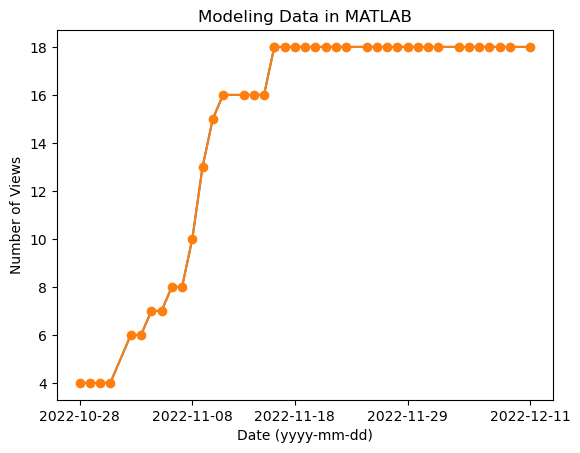 Modeling Data in MATLAB
Number of Views
18
16
14
12
10
8
6
4
2022-10-28 2022-11-08 2022-11-18 2022-11-29 2022-12-11
Date (yyyy-mm-dd)